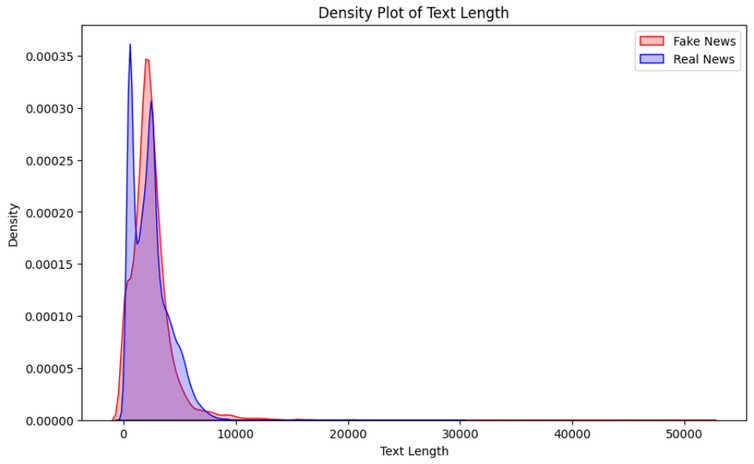 Density Plot of Text Length
Fake News
Real News
0.00035
0.00030
0.00025
0.00020
0.00015
0.00010
0.00005
0.00000
Density
0 10000 20000 30000 40000 50000
Text Length